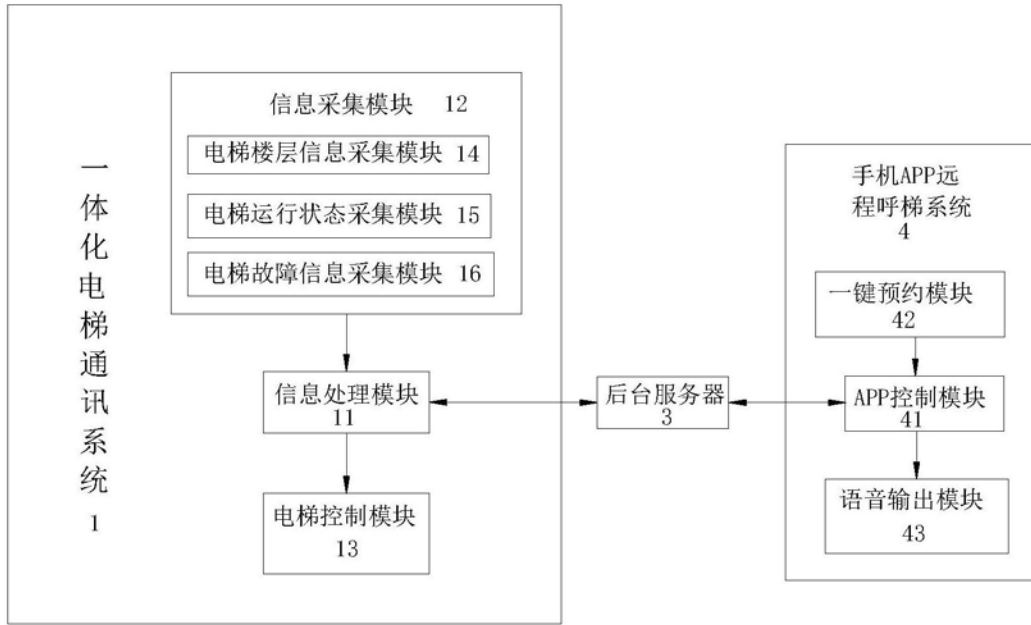 一体化电梯通讯系统 1
信息采集模块 12
电梯楼层信息采集模块 14
电梯运行状态采集模块 15
电梯故障信息采集模块 16
信息处理模块
11
电梯控制模块
13
后台服务器
3
手机APP远
程呼梯系统
4
一键预约模块
42
APP控制模块
41
语音输出模块
43